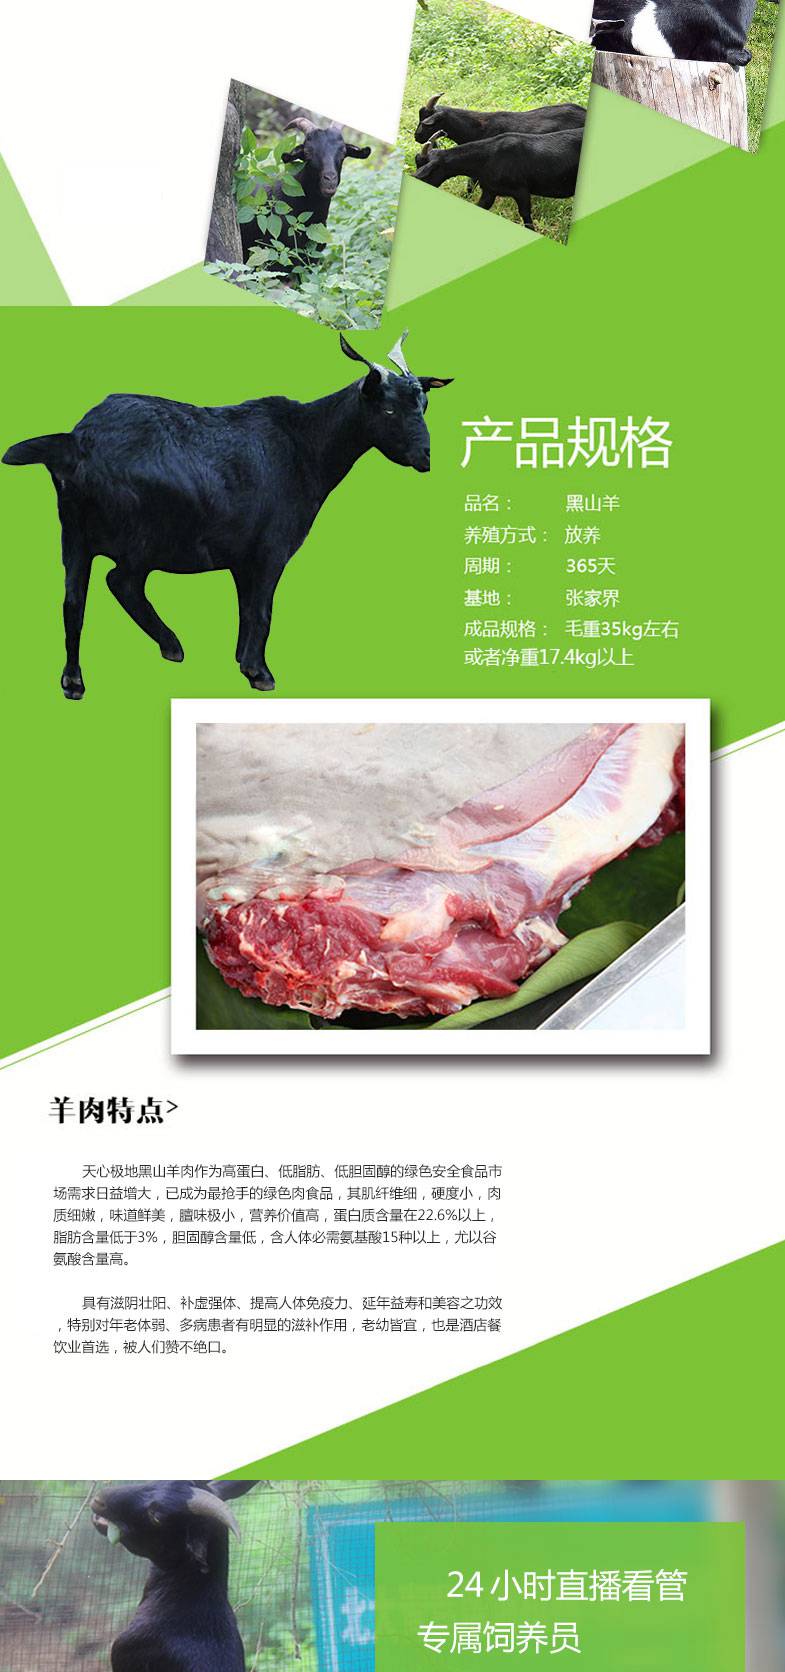 产品规格
品名： 黑山羊
养殖方式： 放养
周期： 365天
基地： 张家界
成品规格： 毛重35kg左右
或者净重17.4kg以上
羊肉特点>
天心极地黑山羊肉作为高蛋白、低脂肪、低胆固醇的绿色安全食品市
场需求日益增大，已成为最抢手的绿色肉食品，其肌纤维细，硬度小，肉
质细嫩，味道鲜美，膻味极小，营养价值高，蛋白质含量在22.6%以上，
脂肪含量低于3%，胆固醇含量低，含人体必需氨基酸15种以上，尤以谷
氨酸含量高。
具有滋阴壮阳、补虚强体、提高人体免疫力、延年益寿和美容之功效
，特别对年老体弱、多病患者有明显的滋补作用，老幼皆宜，也是酒店餐
饮业首选，被人们赞不绝口。
24小时直播看管
专属饲养员